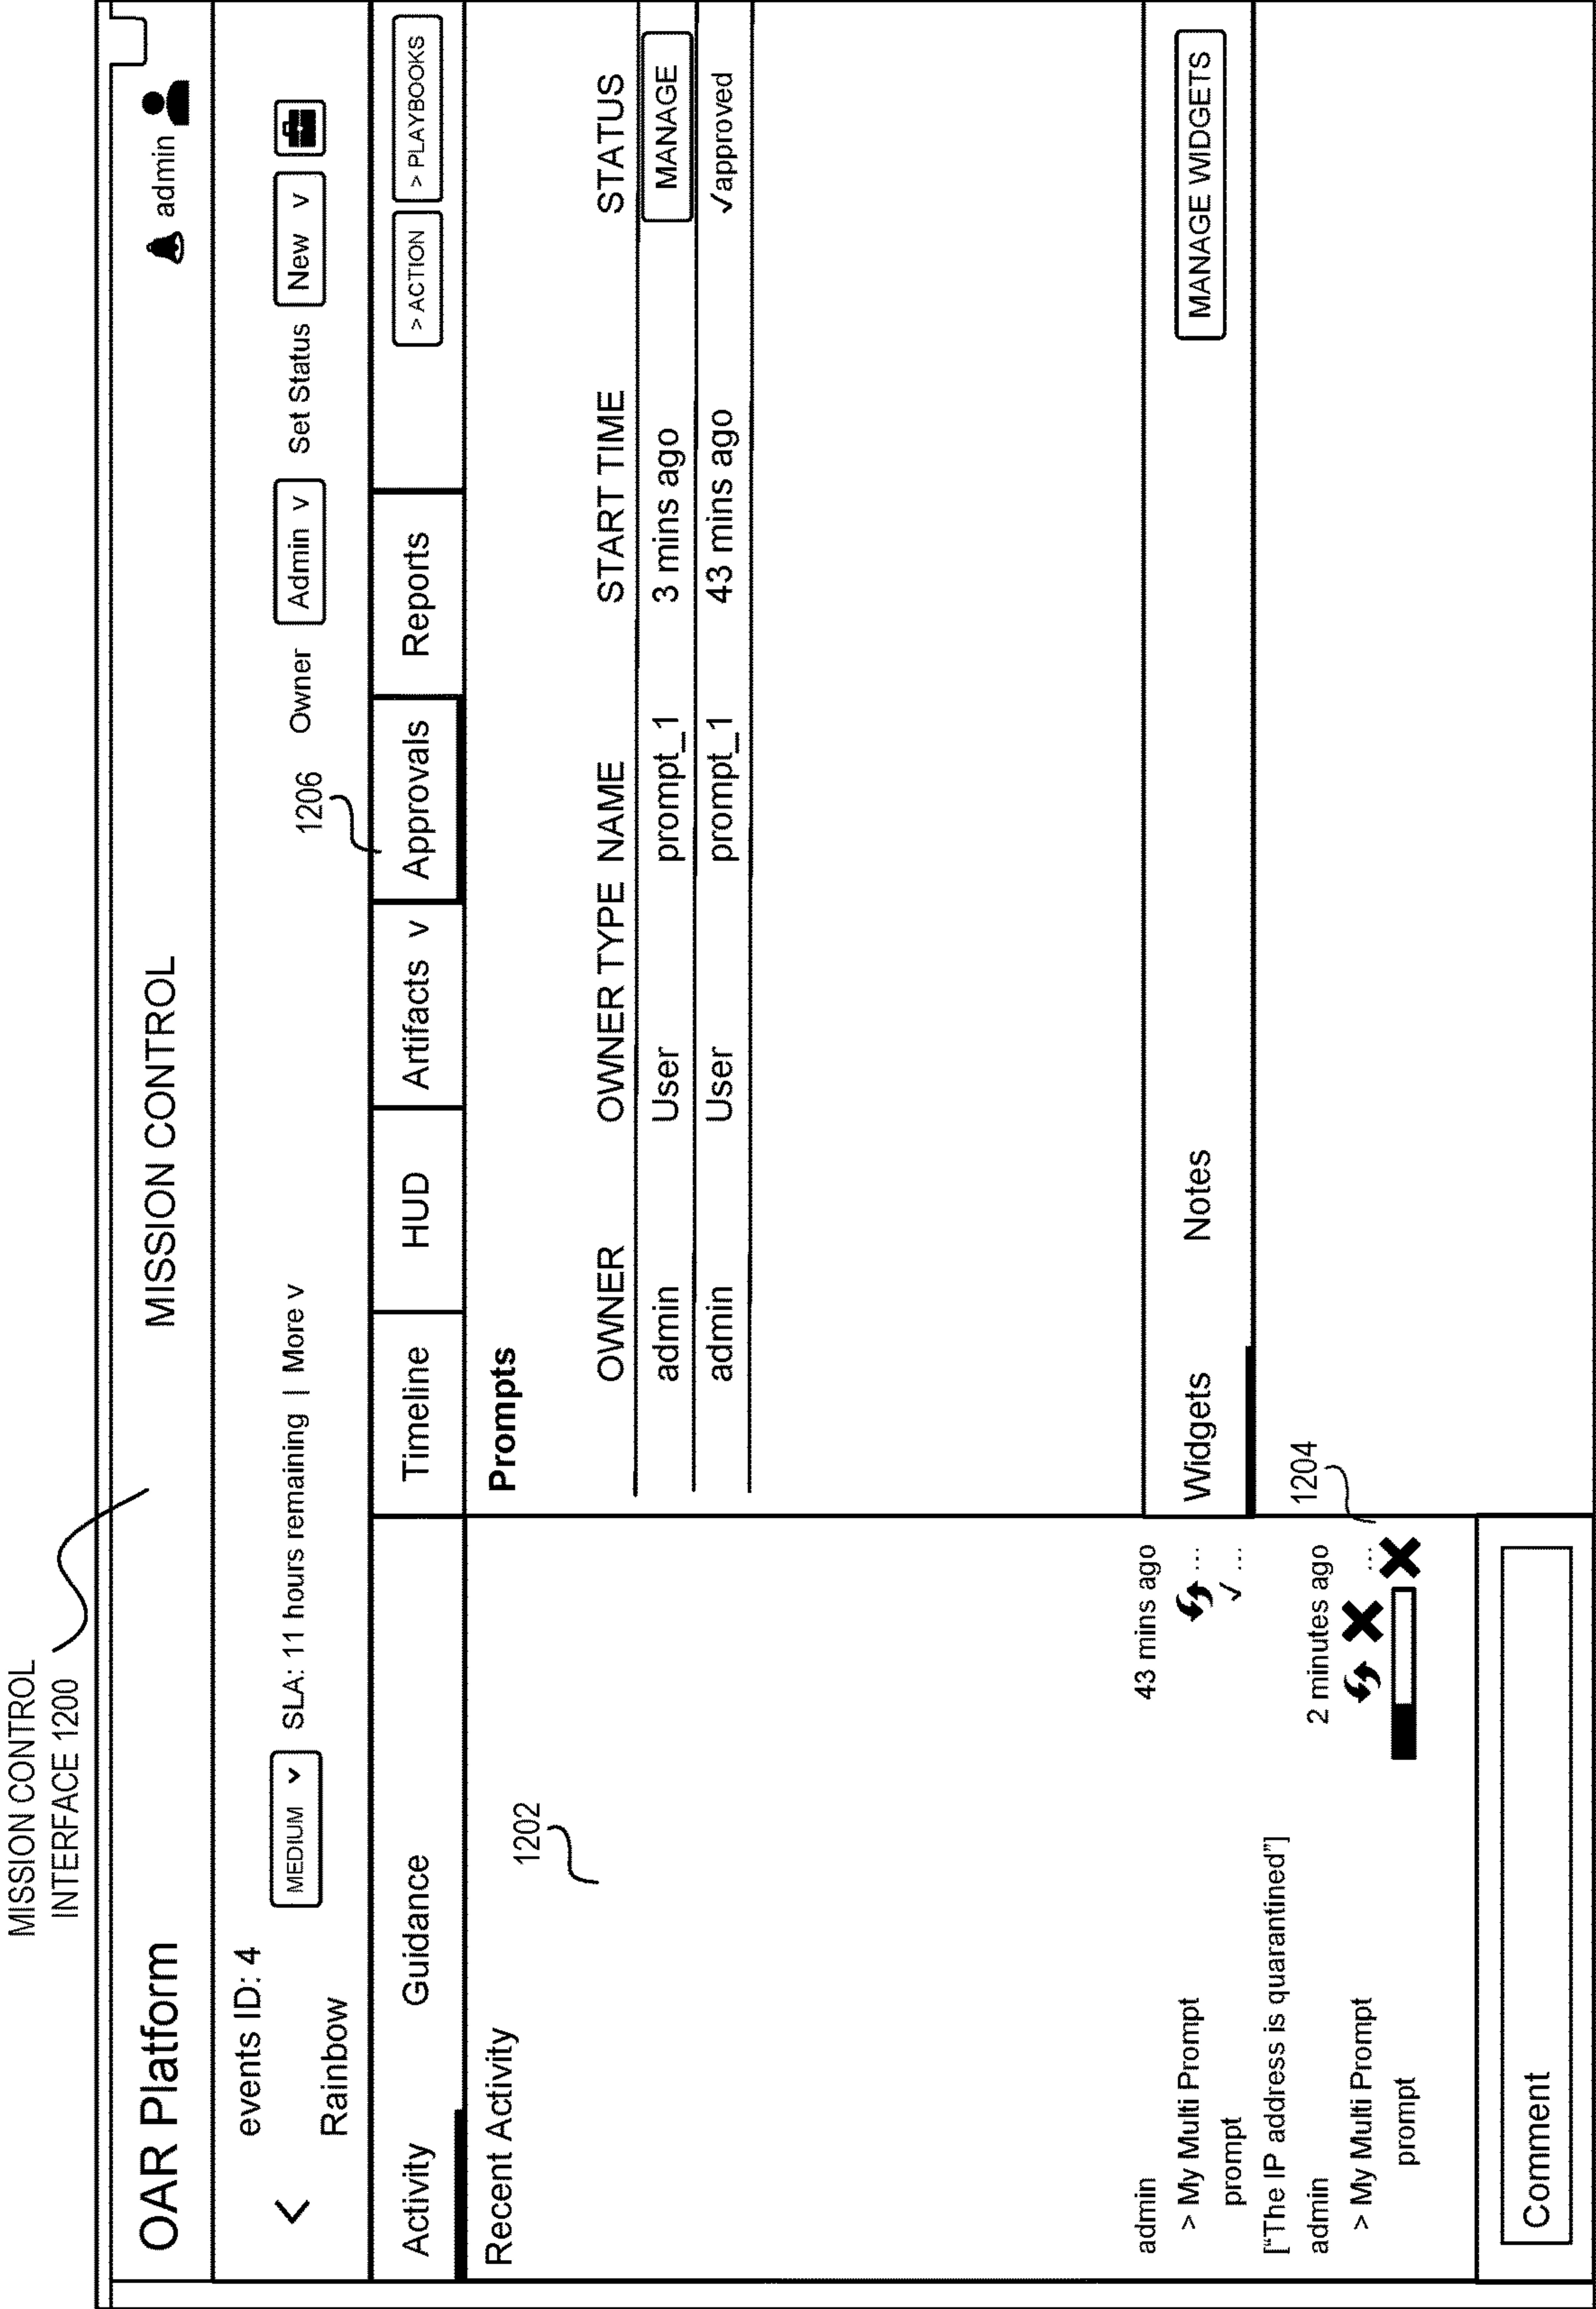 MISSION CONTROL
INTERFACE 1200
OAR Platform MISSION CONTROL admin
events ID: 4
Rainbow
< MEDIUM v SLA: 11 hours remaining | More v Owner Admin v Set Status New v
1206
Activity Guidance Timeline HUD Artifacts v Approvals Reports > ACTION > PLAYBOOKS
Recent Activity
1202
Prompts
OWNER OWNER TYPE NAME START TIME STATUS
admin User prompt_1 3 mins ago MANAGE
admin User prompt_1 43 mins ago ✓approved
admin 43 mins ago
> My Multi Prompt ...
prompt ✓ ...
["The IP address is quarantined"]
admin 2 minutes ago
> My Multi Prompt ...
prompt
1204
Comment
Widgets Notes MANAGE WIDGETS